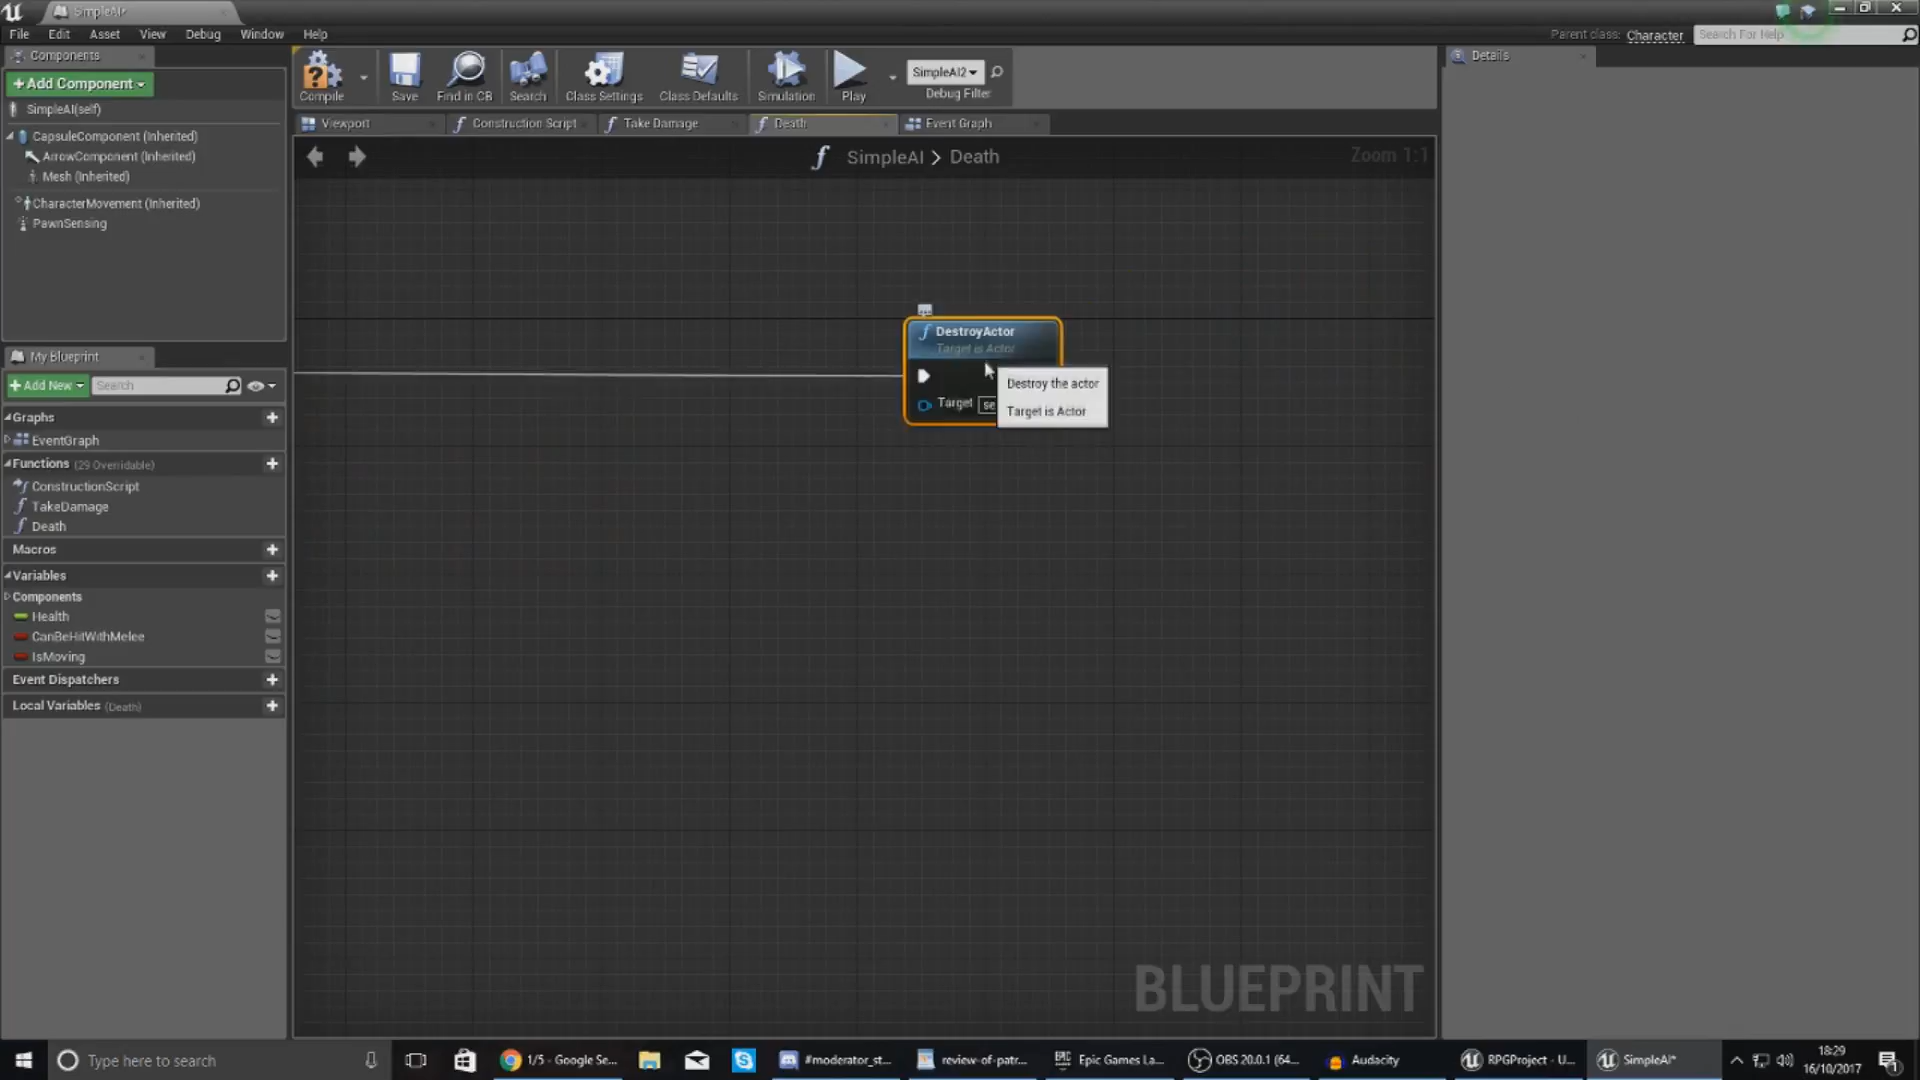 SimpleAI*
File Edit Asset View Debug Window Help
Parent class: Character Search For Help
Components
+Add Component
SimpleAI(self)
CapsuleComponent (Inherited)
ArrowComponent (Inherited)
Mesh (Inherited)
CharacterMovement (Inherited)
PawnSensing
Compile Save Find in CB Search Class Settings Class Defaults Simulation Play
SimpleAI2
Debug Filter
Details
Viewport Construction Script Take Damage Death Event Graph
SimpleAI > Death
Zoom 1:1
DestroyActor
Target is Actor
Target
Destroy the actor
Target is Actor
My Blueprint
+Add New Search
Graphs
EventGraph
Functions (29 Overridable)
ConstructionScript
TakeDamage
Death
Macros
Variables
Components
Health
CanBeHitWithMelee
IsMoving
Event Dispatchers
Local Variables (Death)
BLUEPRINT
Type here to search
1/5 - Google Se...
#moderator_st...
review-of-patr...
Epic Games La...
OBS 20.0.1 (64...
Audacity
RPGProject - U...
SimpleAI*
18:29
16/10/2017